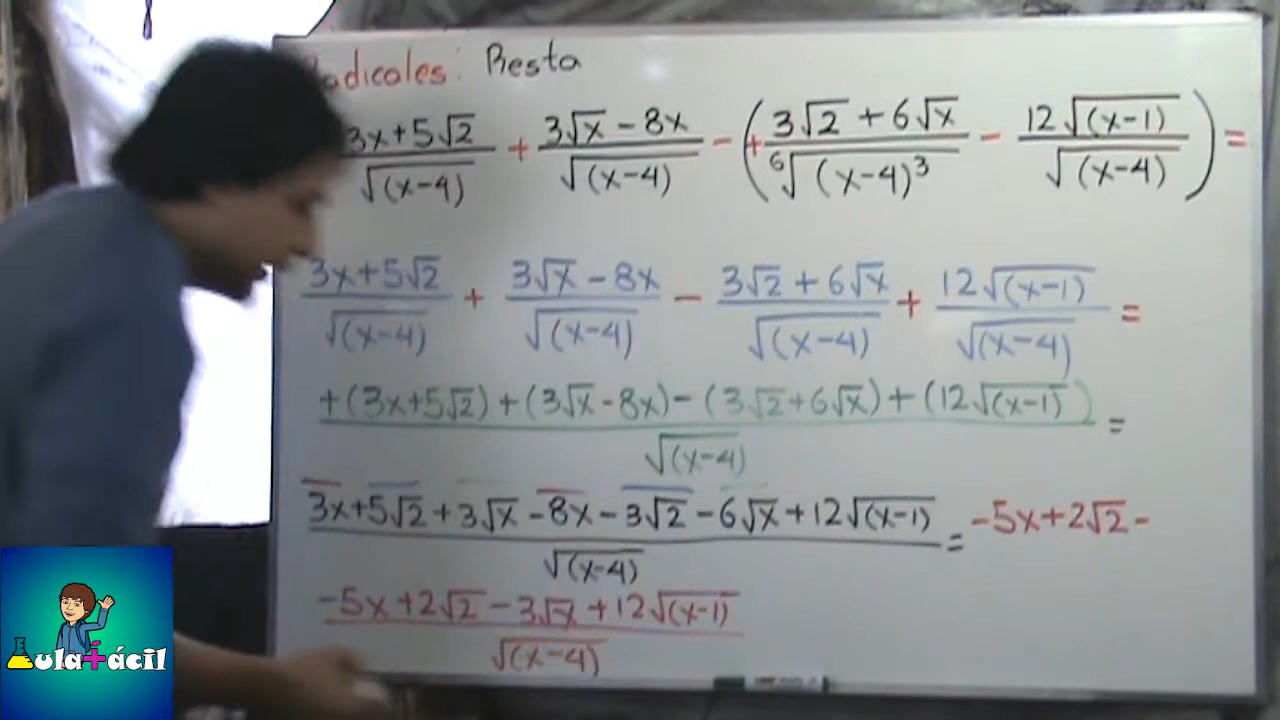 Radicales: Resta
(3x+5√2)/√(x-4) + (3√x-8x)/√(x-4) - (+(3√2+6√x)/⁶√(x-4)³ - 12√(x-1)/√(x-4)) =
(3x+5√2)/√(x-4) + (3√x-8x)/√(x-4) - (3√2+6√x)/√(x-4) + 12√(x-1)/√(x-4) =
+(3x+5√2)+(3√x-8x)-(3√2+6√x)+(12√(x-1))
√(x-4) =
3x+5√2+3√x-8x-3√2-6√x+12√(x-1) = -5x+2√2-
√(x-4)
-5x+2√2-3√x+12√(x-1)
√(x-4)
Aula+ácil